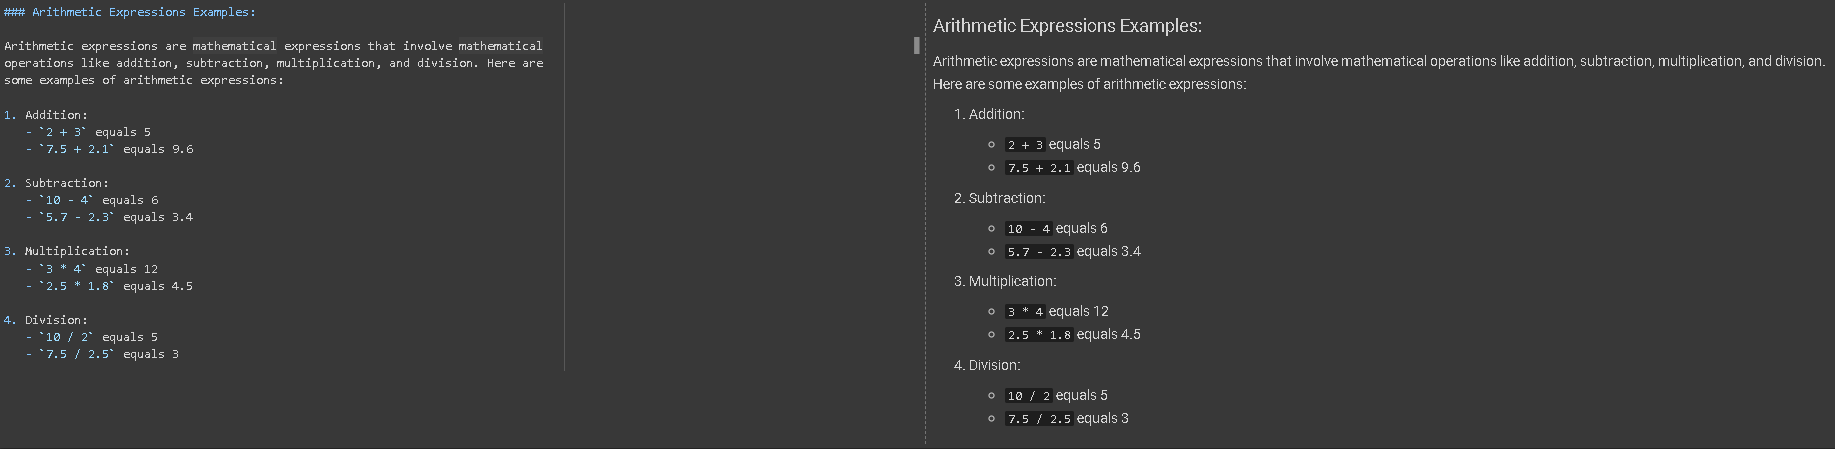 ### Arithmetic Expressions Examples:
Arithmetic expressions are mathematical expressions that involve mathematical
operations like addition, subtraction, multiplication, and division. Here are
some examples of arithmetic expressions:
1. Addition:
- `2 + 3` equals 5
- `7.5 + 2.1` equals 9.6
2. Subtraction:
- `10 - 4` equals 6
- `5.7 - 2.3` equals 3.4
3. Multiplication:
- `3 * 4` equals 12
- `2.5 * 1.8` equals 4.5
4. Division:
- `10 / 2` equals 5
- `7.5 / 2.5` equals 3
Arithmetic Expressions Examples:
Arithmetic expressions are mathematical expressions that involve mathematical operations like addition, subtraction, multiplication, and division.
Here are some examples of arithmetic expressions:
1. Addition:
2 + 3 equals 5
7.5 + 2.1 equals 9.6
2. Subtraction:
10 - 4 equals 6
5.7 - 2.3 equals 3.4
3. Multiplication:
3 * 4 equals 12
2.5 * 1.8 equals 4.5
4. Division:
10 / 2 equals 5
7.5 / 2.5 equals 3